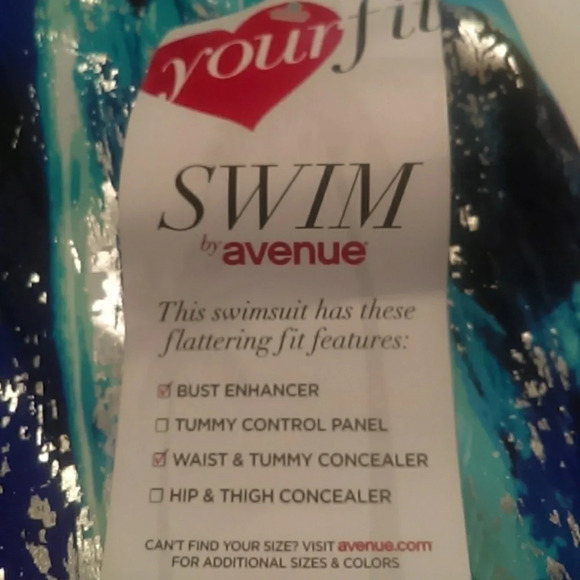 your fit
SWIM
by avenue
This swimsuit has these
flattering fit features:
☑ BUST ENHANCER
☐ TUMMY CONTROL PANEL
☑ WAIST & TUMMY CONCEALER
☐ HIP & THIGH CONCEALER
CAN'T FIND YOUR SIZE? VISIT avenue.com
FOR ADDITIONAL SIZES & COLORS